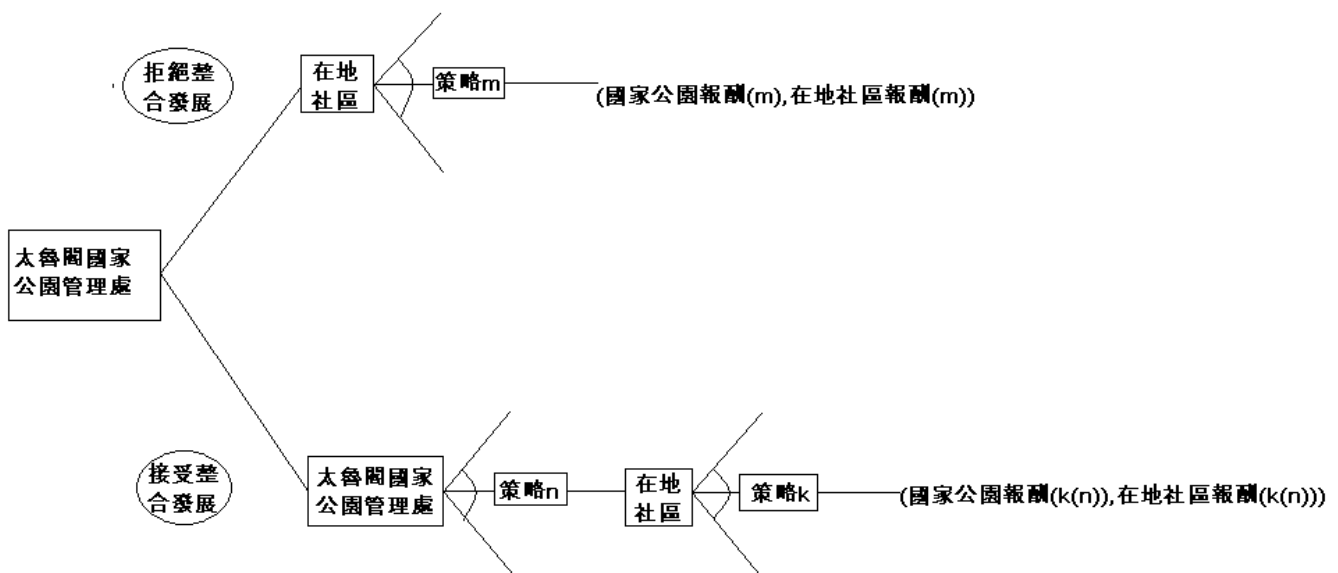 拒絕整
合發展
在地
社區
策略m
(國家公園報酬(m),在地社區報酬(m))
太魯閣國家
公園管理處
接受整
合發展
太魯閣國家
公園管理處
策略n
在地
社區
策略k
(國家公園報酬(k(n)),在地社區報酬(k(n)))